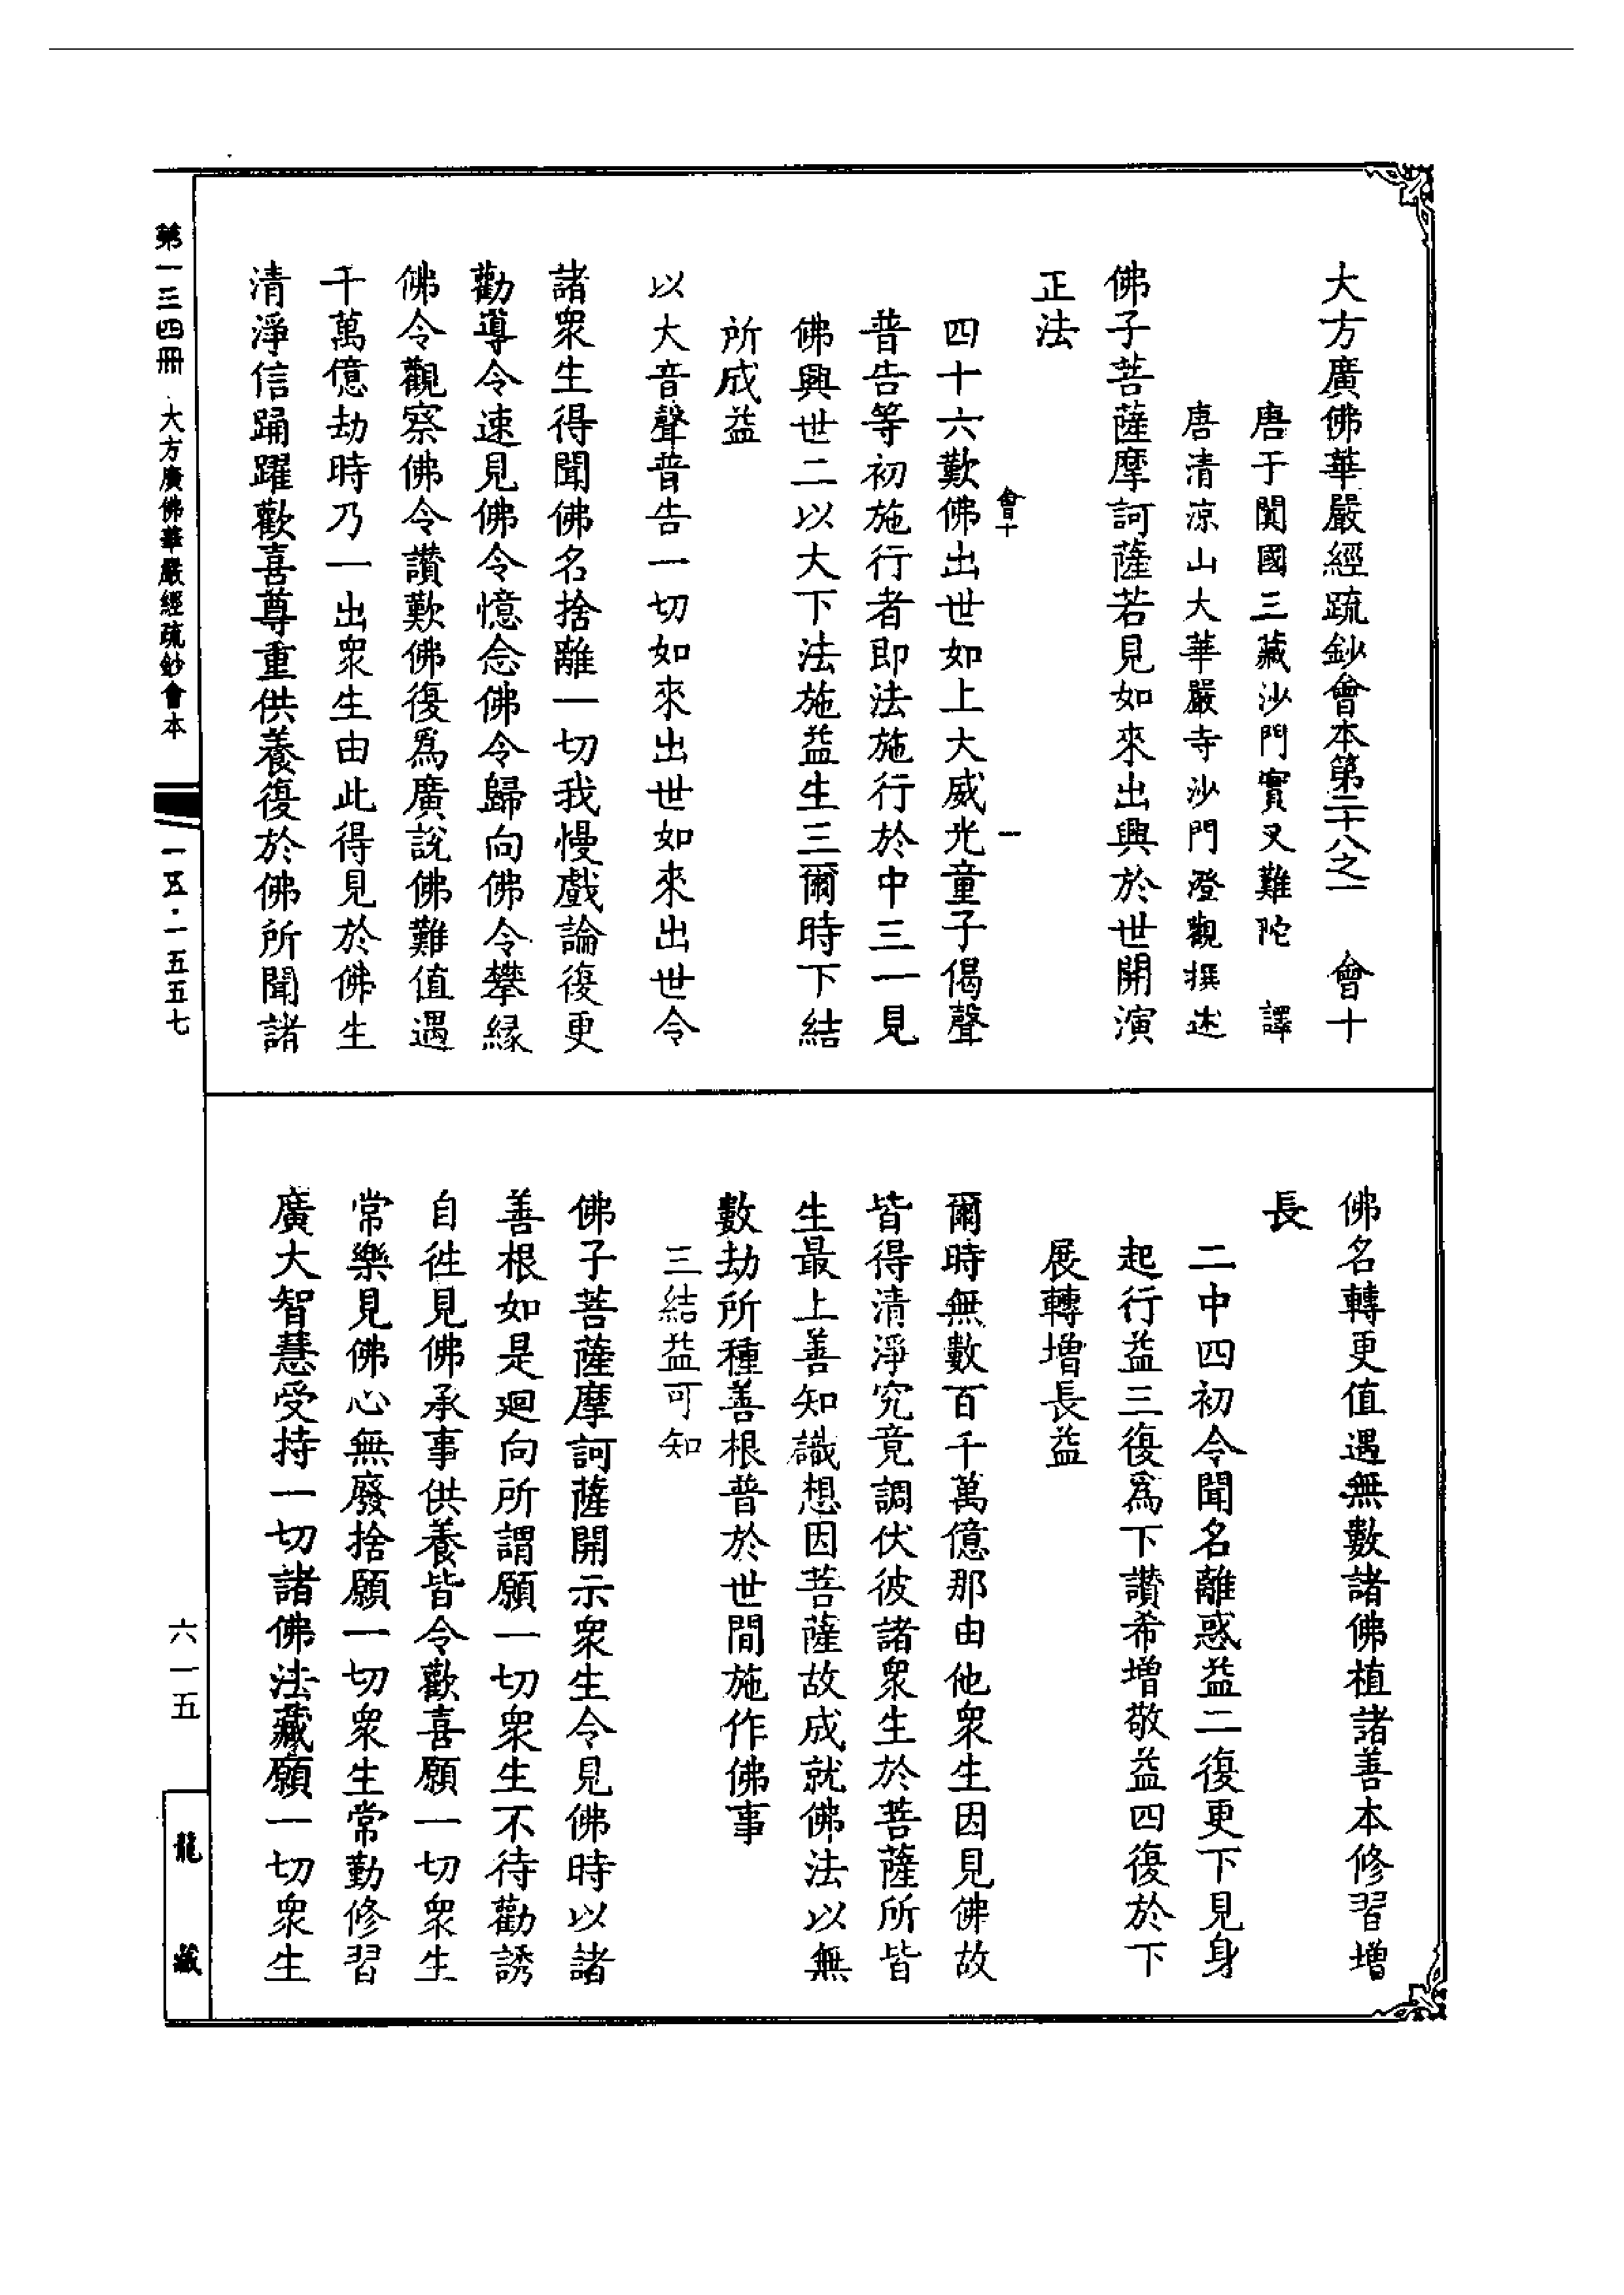 大方廣佛華嚴經疏鈔會本第二十八之一　會十
唐于闐國三藏沙門實叉難陀　譯
唐清涼山大華嚴寺沙門澄觀撰述
佛子菩薩摩訶薩若見如來出興於世開演
正法
會十　一
四十六歎佛出世如上大威光童子偈聲
普告等初施行者即法施行於中三一見
佛興世二以大下法施益生三爾時下結
所成益
以大音聲普告一切如來出世如來出世令
諸眾生得聞佛名捨離一切我慢戲論復更
勸導令速見佛令憶念佛令歸向佛令攀緣
佛令觀察佛令讚歎佛復為廣說佛難值遇
千萬億劫時乃一出眾生由此得見於佛生
清淨信踊躍歡喜尊重供養復於佛所聞諸
佛名轉更值遇無數諸佛植諸善本修習增
長
二中四初令聞名離惑益二復更下見身
起行益三復為下讚希增敬益四復於下
展轉增長益
爾時無數百千萬億那由他眾生因見佛故
皆得清淨究竟調伏彼諸眾生於菩薩所皆
生最上善知識想因菩薩故成就佛法以無
數劫所種善根普於世間施作佛事
三結益可知
佛子菩薩摩訶薩開示眾生令見佛時以諸
善根如是迴向所謂願一切眾生不待勸誘
自往見佛承事供養皆令歡喜願一切眾生
常樂見佛心無廢捨願一切眾生常勤修習
廣大智慧受持一切諸佛法藏願一切眾生
第一三四冊　大方廣佛華嚴經疏鈔會本
一五·一五五七
六一五
龍藏